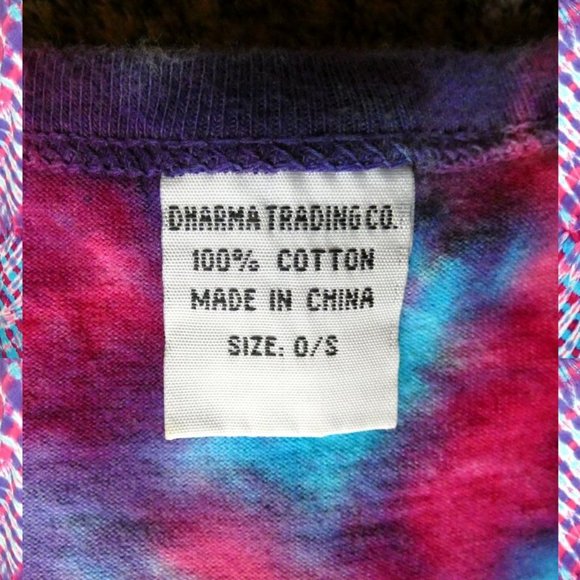 DHARMA TRADING CO.
100% COTTON
MADE IN CHINA
SIZE: O/S